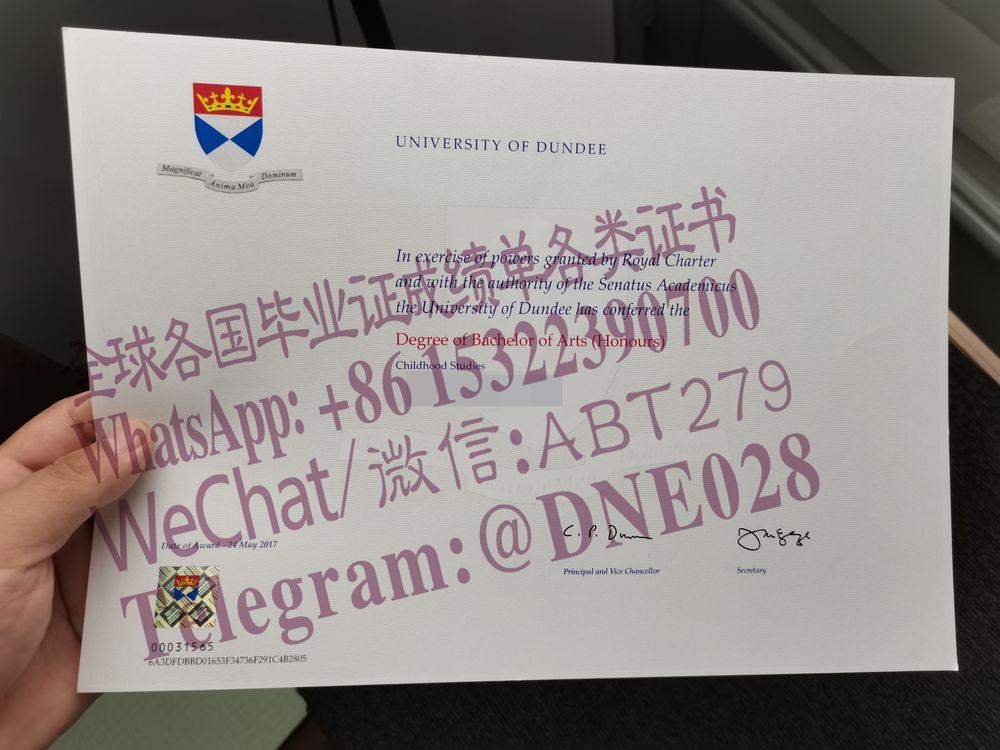 UNIVERSITY OF DUNDEE
Magnificat Anima Mea Dominum
In exercise of powers granted by Royal Charter
and with the authority of the Senatus Academicus
the University of Dundee has conferred the
Degree of Bachelor of Arts (Honours)
Childhood Studies
全球各国毕业证成绩单各类证书
WhatsApp: +86 15322390700
WeChat/微信:ABT279
Telegram:@DNE028
Date of Award 24 May 2017
Principal and Vice Chancellor
Secretary
00031565
6A3DFDBBD01653F34736F291C4B2805